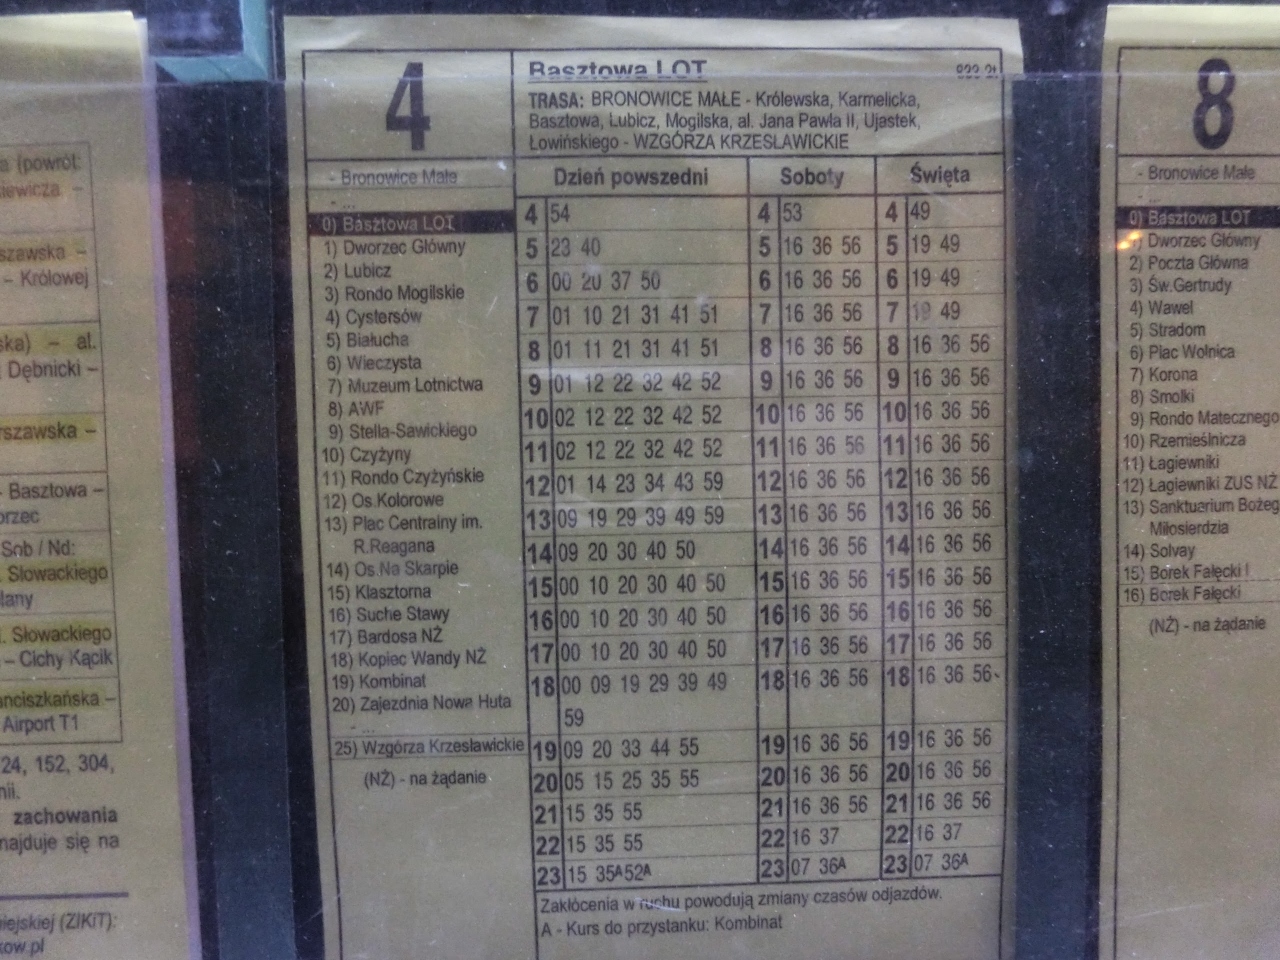 a (powrót:
kiewicza –
szawska –
– Królowej
ska) – al.
Dębnicki –
rszawska –
- Basztowa –
orzec
Sob / Nd:
. Słowackiego
lany
l. Słowackiego
– Cichy Kącik
anciszkańska –
Airport T1
24, 152, 304,
nii.
zachowania
najduje się na
niejskiej (ZIKiT):
kow.pl
4
Basztowa LOT
TRASA: BRONOWICE MAŁE - Królewska, Karmelicka,
Basztowa, Lubicz, Mogilska, al. Jana Pawła II, Ujastek,
Łowińskiego - WZGÓRZA KRZESŁAWICKIE
- Bronowice Małe
- ...
0) Basztowa LOT
1) Dworzec Główny
2) Lubicz
3) Rondo Mogilskie
4) Cystersów
5) Białucha
6) Wieczysta
7) Muzeum Lotnictwa
8) AWF
9) Stella-Sawickiego
10) Czyżyny
11) Rondo Czyżyńskie
12) Os.Kolorowe
13) Plac Centralny im.
R.Reagana
14) Os.Na Skarpie
15) Klasztorna
16) Suche Stawy
17) Bardosa NŻ
18) Kopiec Wandy NŻ
19) Kombinat
20) Zajezdnia Nowa Huta
- ...
25) Wzgórza Krzesławickie
(NŻ) - na żądanie
Dzień powszedni Soboty Święta
4 54 4 53 4 49
5 23 40 5 16 36 56 5 19 49
6 00 20 37 50 6 16 36 56 6 19 49
7 01 10 21 31 41 51 7 16 36 56 7 19 49
8 01 11 21 31 41 51 8 16 36 56 8 16 36 56
9 01 12 22 32 42 52 9 16 36 56 9 16 36 56
10 02 12 22 32 42 52 10 16 36 56 10 16 36 56
11 02 12 22 32 42 52 11 16 36 56 11 16 36 56
12 01 14 23 34 43 59 12 16 36 56 12 16 36 56
13 09 19 29 39 49 59 13 16 36 56 13 16 36 56
14 09 20 30 40 50 14 16 36 56 14 16 36 56
15 00 10 20 30 40 50 15 16 36 56 15 16 36 56
16 00 10 20 30 40 50 16 16 36 56 16 16 36 56
17 00 10 20 30 40 50 17 16 36 56 17 16 36 56
18 00 09 19 29 39 49 18 16 36 56 18 16 36 56
59
19 09 20 33 44 55 19 16 36 56 19 16 36 56
20 05 15 25 35 55 20 16 36 56 20 16 36 56
21 15 35 55 21 16 36 56 21 16 36 56
22 15 35 55 22 16 37 22 16 37
23 15 35A 52A 23 07 36A 23 07 36A
Zakłócenia w ruchu powodują zmiany czasów odjazdów.
A - Kurs do przystanku: Kombinat
8
- Bronowice Małe
- ...
0) Basztowa LOT
1) Dworzec Główny
2) Poczta Główna
3) Św.Gertrudy
4) Wawel
5) Stradom
6) Plac Wolnica
7) Korona
8) Smolki
9) Rondo Matecznego
10) Rzemieślnicza
11) Łagiewniki
12) Łagiewniki ZUS NŻ
13) Sanktuarium Bożeg
Miłosierdzia
14) Solvay
15) Borek Fałęcki I
16) Borek Fałęcki
(NŻ) - na żądanie